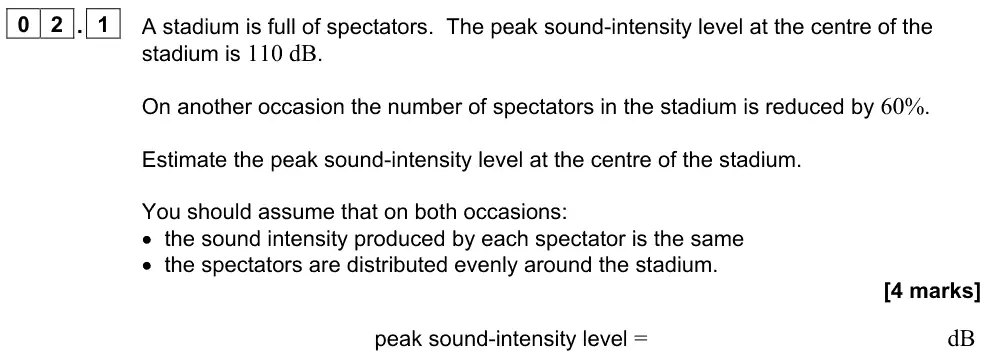 0 2 . 1 A stadium is full of spectators. The peak sound-intensity level at the centre of the
stadium is 110 dB.
On another occasion the number of spectators in the stadium is reduced by 60%.
Estimate the peak sound-intensity level at the centre of the stadium.
You should assume that on both occasions:
• the sound intensity produced by each spectator is the same
• the spectators are distributed evenly around the stadium.
[4 marks]
peak sound-intensity level = dB